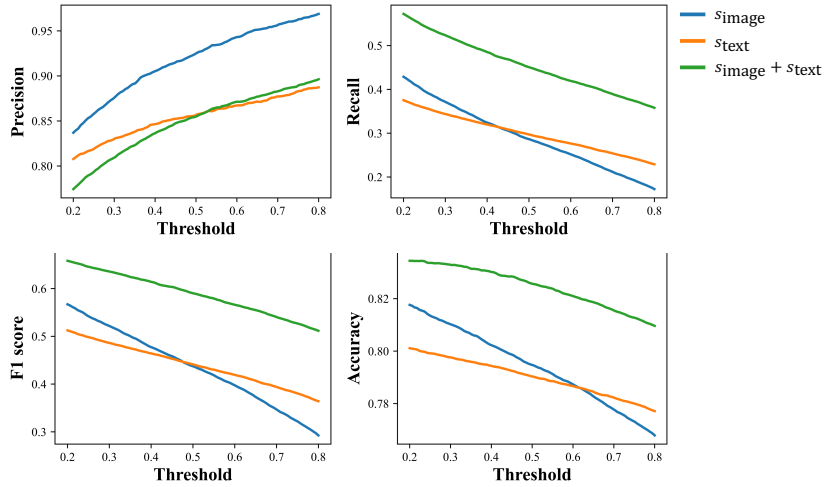 0.95
0.90
0.85
0.80
Precision
0.2 0.3 0.4 0.5 0.6 0.7 0.8
Threshold
0.5
0.4
0.3
0.2
Recall
0.2 0.3 0.4 0.5 0.6 0.7 0.8
Threshold
simage
stext
simage + stext
0.6
0.5
0.4
0.3
F1 score
0.2 0.3 0.4 0.5 0.6 0.7 0.8
Threshold
0.82
0.80
0.78
Accuracy
0.2 0.3 0.4 0.5 0.6 0.7 0.8
Threshold